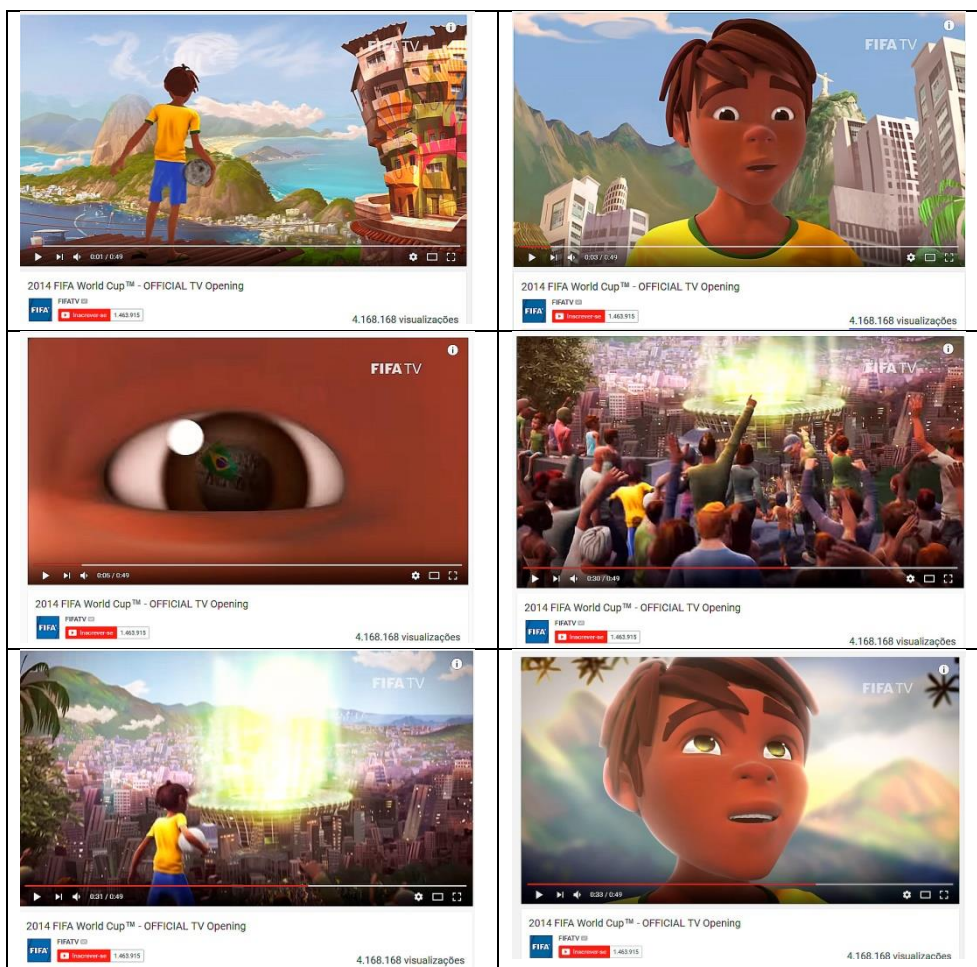 FIFA TV
0:01 / 0:49
2014 FIFA World Cup™ - OFFICIAL TV Opening
FIFA
FIFATV
Inscrever-se 1.463.915
4.168.168 visualizações
FIFA TV
0:03 / 0:49
2014 FIFA World Cup™ - OFFICIAL TV Opening
FIFA
FIFATV
Inscrever-se 1.463.915
4.168.168 visualizações
FIFA TV
0:05 / 0:49
2014 FIFA World Cup™ - OFFICIAL TV Opening
FIFA
FIFATV
Inscrever-se 1.463.915
4.168.168 visualizações
FIFA TV
0:30 / 0:49
2014 FIFA World Cup™ - OFFICIAL TV Opening
FIFA
FIFATV
Inscrever-se 1.463.915
4.168.168 visualizações
FIFA TV
0:31 / 0:49
2014 FIFA World Cup™ - OFFICIAL TV Opening
FIFA
FIFATV
Inscrever-se 1.463.915
4.168.168 visualizações
FIFA TV
0:33 / 0:49
2014 FIFA World Cup™ - OFFICIAL TV Opening
FIFA
FIFATV
Inscrever-se 1.463.915
4.168.168 visualizações